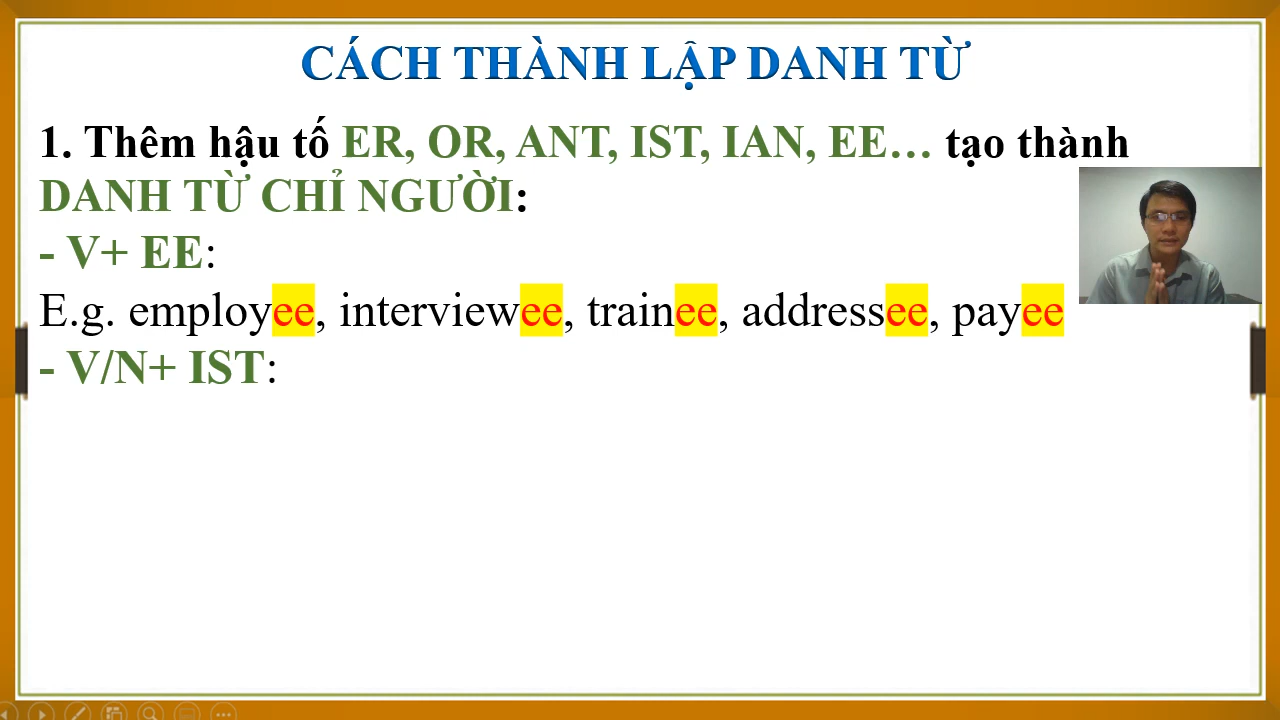 CÁCH THÀNH LẬP DANH TỪ
1. Thêm hậu tố ER, OR, ANT, IST, IAN, EE… tạo thành
DANH TỪ CHỈ NGƯỜI:
- V+ EE:
E.g. employee, interviewee, trainee, addressee, payee
- V/N+ IST: